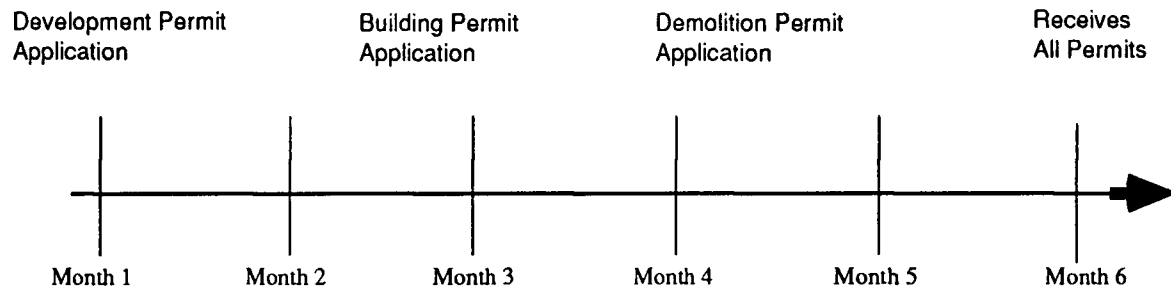 Development Permit
Application
Building Permit
Application
Demolition Permit
Application
Receives
All Permits
Month 1
Month 2
Month 3
Month 4
Month 5
Month 6